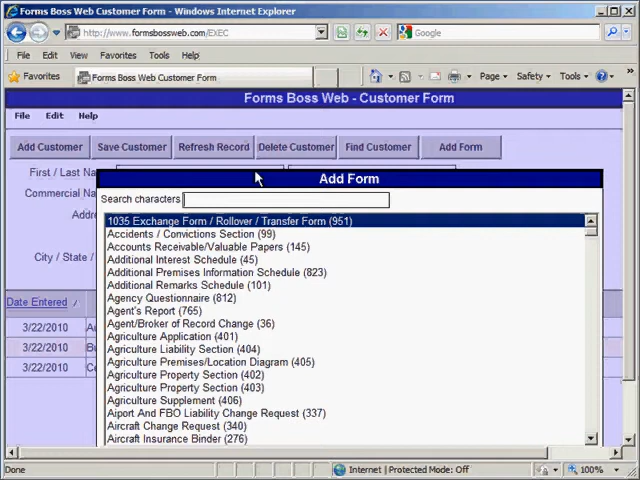 Forms Boss Web Customer Form - Windows Internet Explorer
http://www.formsbossweb.com/EXEC
Google
File Edit View Favorites Tools Help
Favorites Forms Boss Web Customer Form Page Safety Tools
Forms Boss Web - Customer Form
File Edit Help
Add Customer Save Customer Refresh Record Delete Customer Find Customer Add Form
First / Last Na
Commercial Nam
Addre
City / State /
Date Entered
3/22/2010 Au
3/22/2010 Bu
3/22/2010 Ce
Add Form
Search characters
1035 Exchange Form / Rollover / Transfer Form (951)
Accidents / Convictions Section (99)
Accounts Receivable/Valuable Papers (145)
Additional Interest Schedule (45)
Additional Premises Information Schedule (823)
Additional Remarks Schedule (101)
Agency Questionnaire (812)
Agent's Report (765)
Agent/Broker of Record Change (36)
Agriculture Application (401)
Agriculture Liability Section (404)
Agriculture Premises/Location Diagram (405)
Agriculture Property Section (402)
Agriculture Property Section (403)
Agriculture Supplement (406)
Aiport And FBO Liability Change Request (337)
Aircraft Change Request (340)
Aircraft Insurance Binder (276)
Done Internet | Protected Mode: Off 100%